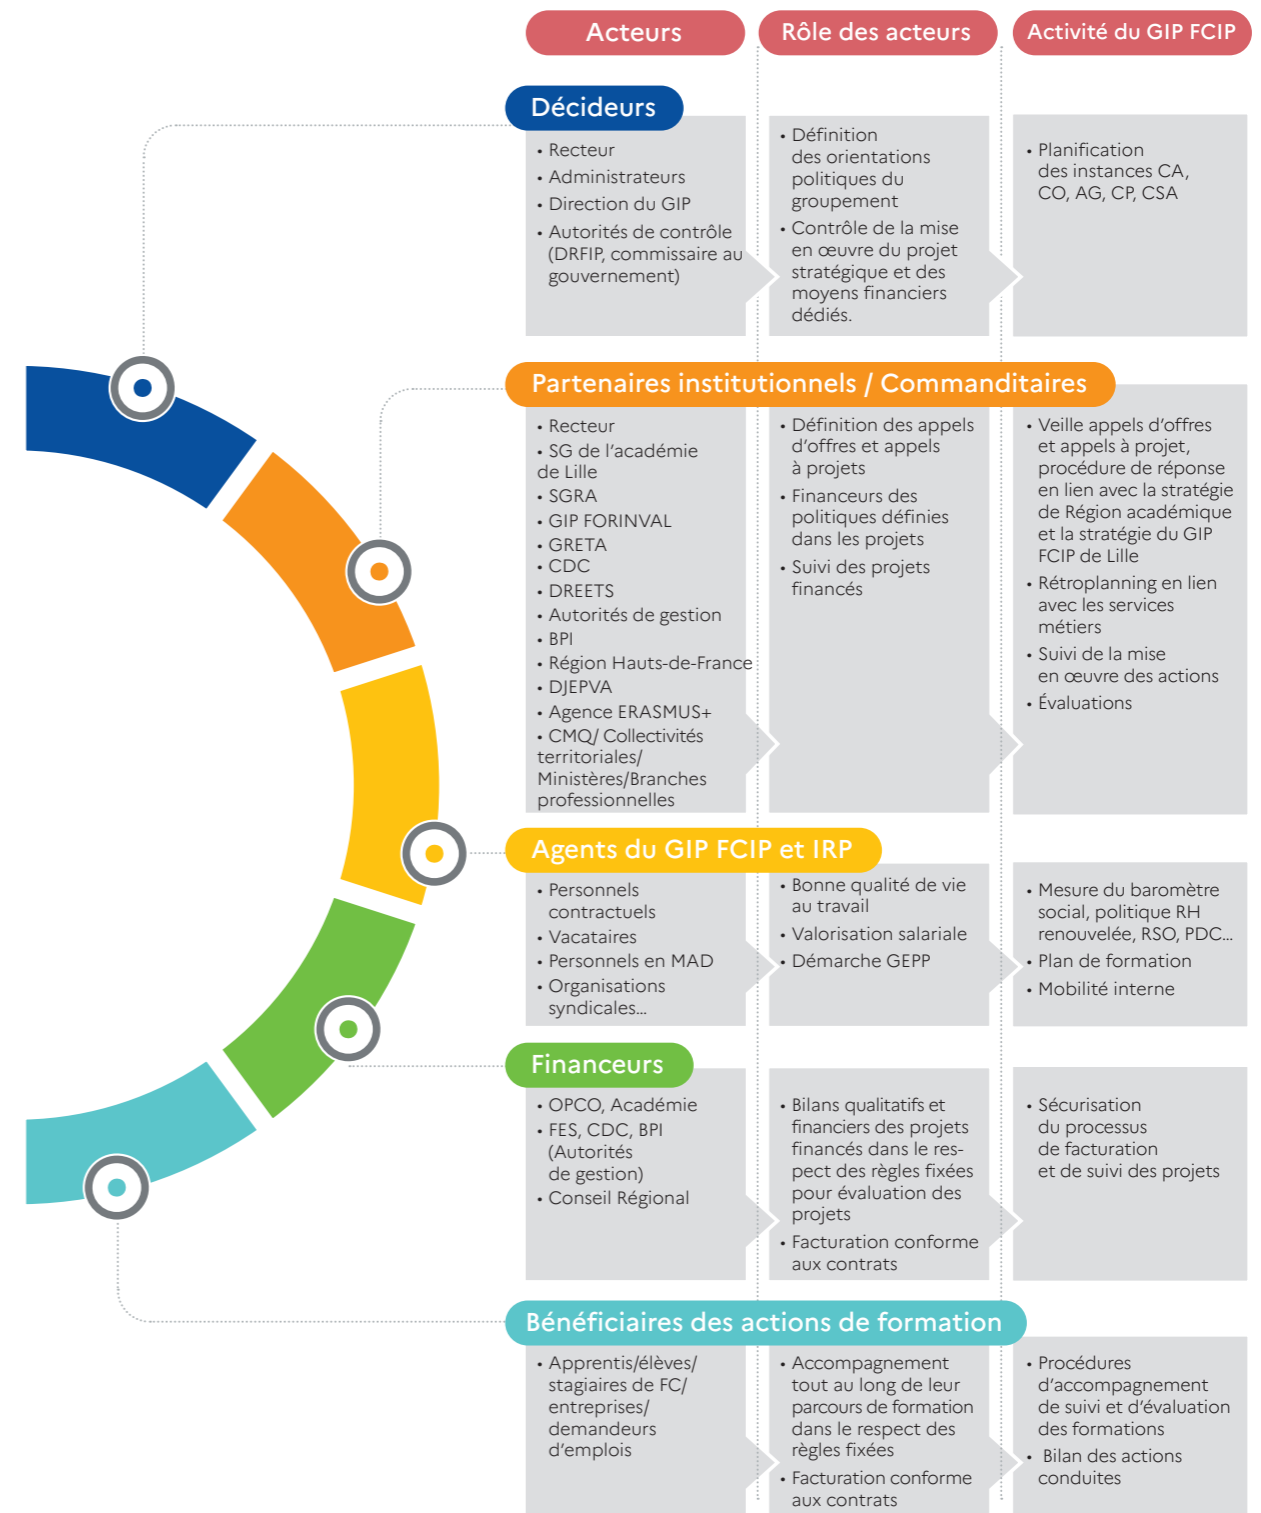 Acteurs
Rôle des acteurs
Activité du GIP FCIP
Décideurs
• Recteur
• Administrateurs
• Direction du GIP
• Autorités de contrôle
(DRFIP, commissaire au
gouvernement)
• Définition
des orientations
politiques du
groupement
• Contrôle de la mise
en œuvre du projet
stratégique et des
moyens financiers
dédiés.
• Planification
des instances CA,
CO, AG, CP, CSA
Partenaires institutionnels / Commanditaires
• Recteur
• SG de l'académie
de Lille
• SGRA
• GIP FORINVAL
• GRETA
• CDC
• DREETS
• Autorités de gestion
• BPI
• Région Hauts-de-France
• DJEPVA
• Agence ERASMUS+
• CMQ/ Collectivités
territoriales/
Ministères/Branches
professionnelles
• Définition des appels
d'offres et appels
à projets
• Financeurs des
politiques définies
dans les projets
• Suivi des projets
financés
• Veille appels d'offres
et appels à projet,
procédure de réponse
en lien avec la stratégie
de Région académique
et la stratégie du GIP
FCIP de Lille
• Rétroplanning en lien
avec les services
métiers
• Suivi de la mise
en œuvre des actions
• Évaluations
Agents du GIP FCIP et IRP
• Personnels
contractuels
• Vacataires
• Personnels en MAD
• Organisations
syndicales...
• Bonne qualité de vie
au travail
• Valorisation salariale
• Démarche GEPP
• Mesure du baromètre
social, politique RH
renouvelée, RSO, PDC...
• Plan de formation
• Mobilité interne
Financeurs
• OPCO, Académie
• FES, CDC, BPI
(Autorités
de gestion)
• Conseil Régional
• Bilans qualitatifs et
financiers des projets
financés dans le res-
pect des règles fixées
pour évaluation des
projets
• Facturation conforme
aux contrats
• Sécurisation
du processus
de facturation
et de suivi des projets
Bénéficiaires des actions de formation
• Apprentis/élèves/
stagiaires de FC/
entreprises/
demandeurs
d'emplois
• Accompagnement
tout au long de leur
parcours de formation
dans le respect des
règles fixées
• Facturation conforme
aux contrats
• Procédures
d'accompagnement
de suivi et d'évaluation
des formations
• Bilan des actions
conduites